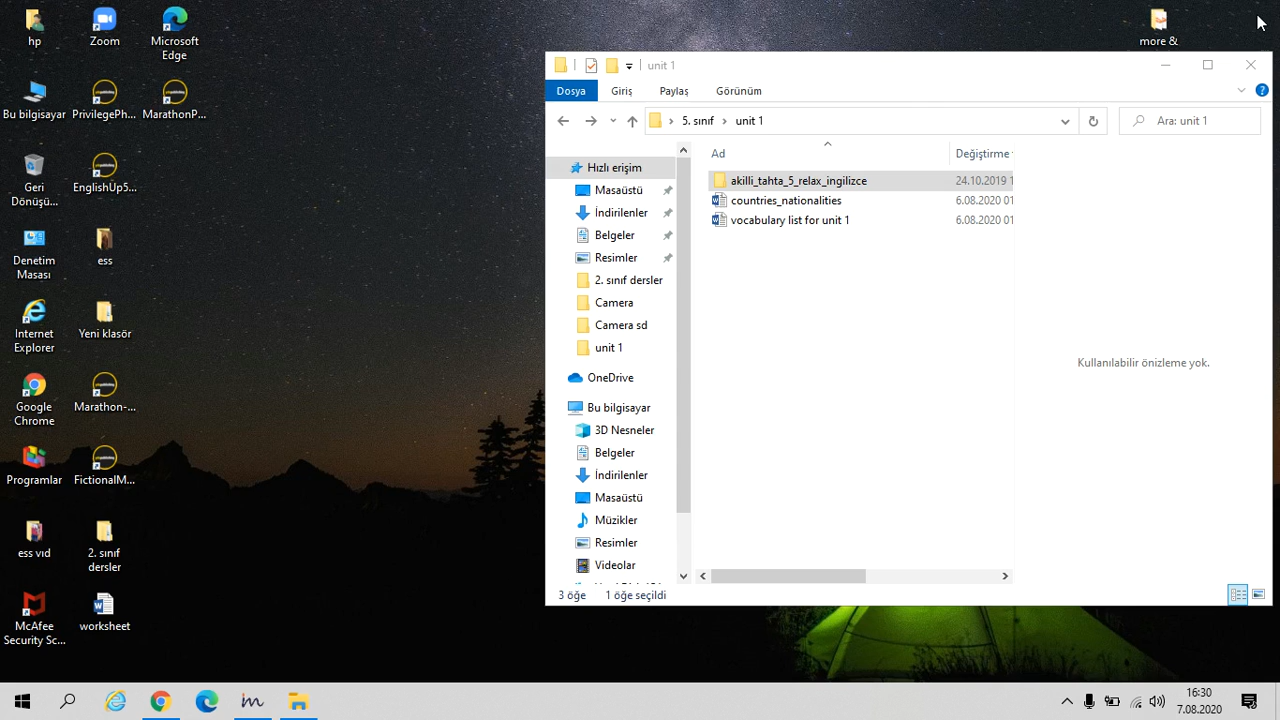 hp
Zoom
Microsoft
Edge
more &
Bu bilgisayar
PrivilegePh...
MarathonP...
Geri
Dönüşü...
EnglishUp5...
Denetim
Masası
ess
Internet
Explorer
Yeni klasör
Google
Chrome
Marathon-...
Programlar
FictionalM...
ess vıd
2. sınıf
dersler
McAfee
Security Sc...
worksheet
unit 1
Dosya
Giriş
Paylaş
Görünüm
5. sınıf
unit 1
Ara: unit 1
Hızlı erişim
Masaüstü
İndirilenler
Belgeler
Resimler
2. sınıf dersler
Camera
Camera sd
unit 1
OneDrive
Bu bilgisayar
3D Nesneler
Belgeler
İndirilenler
Masaüstü
Müzikler
Resimler
Videolar
Ad
Değiştirme
akilli_tahta_5_relax_ingilizce
24.10.2019 1
countries_nationalities
6.08.2020 01
vocabulary list for unit 1
6.08.2020 01
Kullanılabilir önizleme yok.
3 öğe
1 öğe seçildi
16:30
7.08.2020